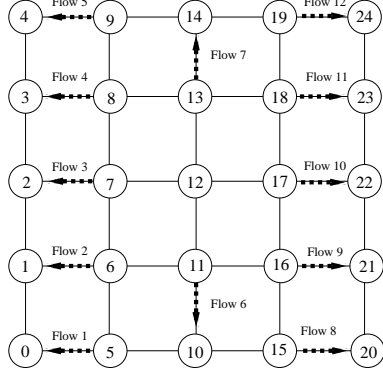 Flow 5
Flow 12
4
9
14
19
24
Flow 7
Flow 4
Flow 11
3
8
13
18
23
Flow 3
Flow 10
2
7
12
17
22
Flow 2
Flow 9
1
6
11
16
21
Flow 6
Flow 1
Flow 8
0
5
10
15
20